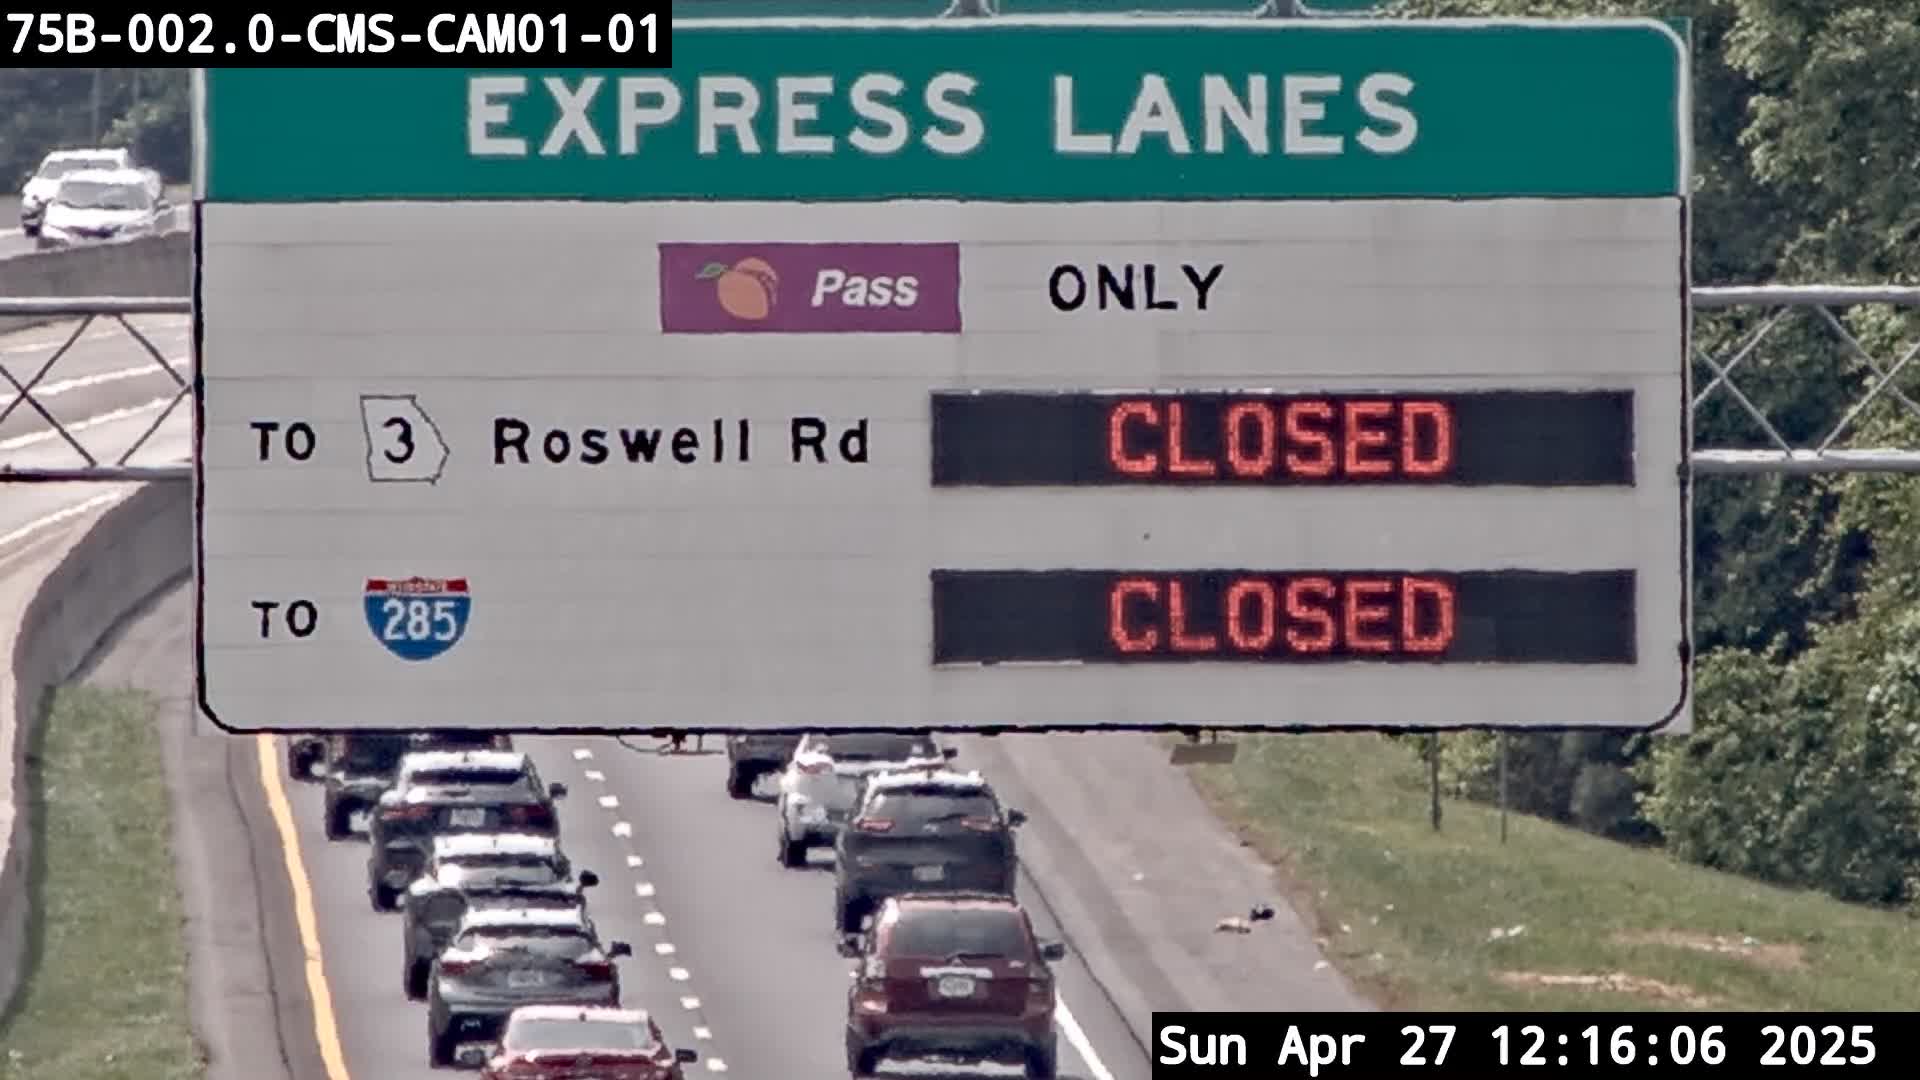 75B-002.0-CMS-CAM01-01
EXPRESS LANES
Pass ONLY
TO 3 Roswell Rd CLOSED
TO INTERSTATE 285 CLOSED
Sun Apr 27 12:16:06 2025